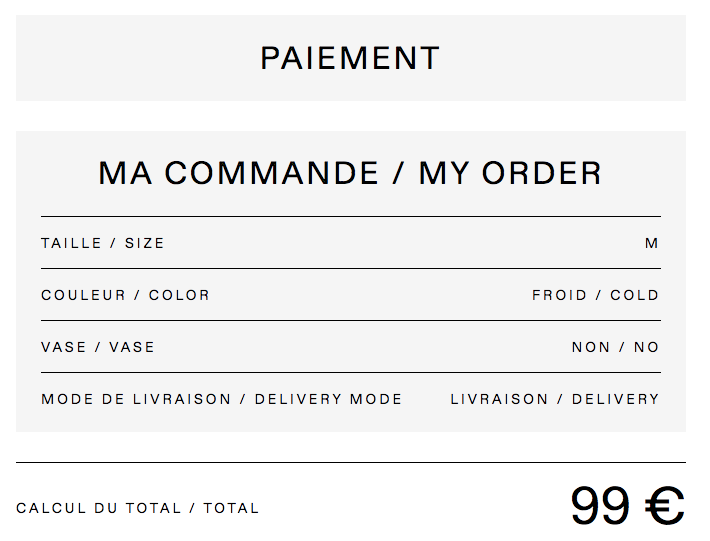 PAIEMENT
MA COMMANDE / MY ORDER
TAILLE / SIZE M
COULEUR / COLOR FROID / COLD
VASE / VASE NON / NO
MODE DE LIVRAISON / DELIVERY MODE LIVRAISON / DELIVERY
CALCUL DU TOTAL / TOTAL 99 €